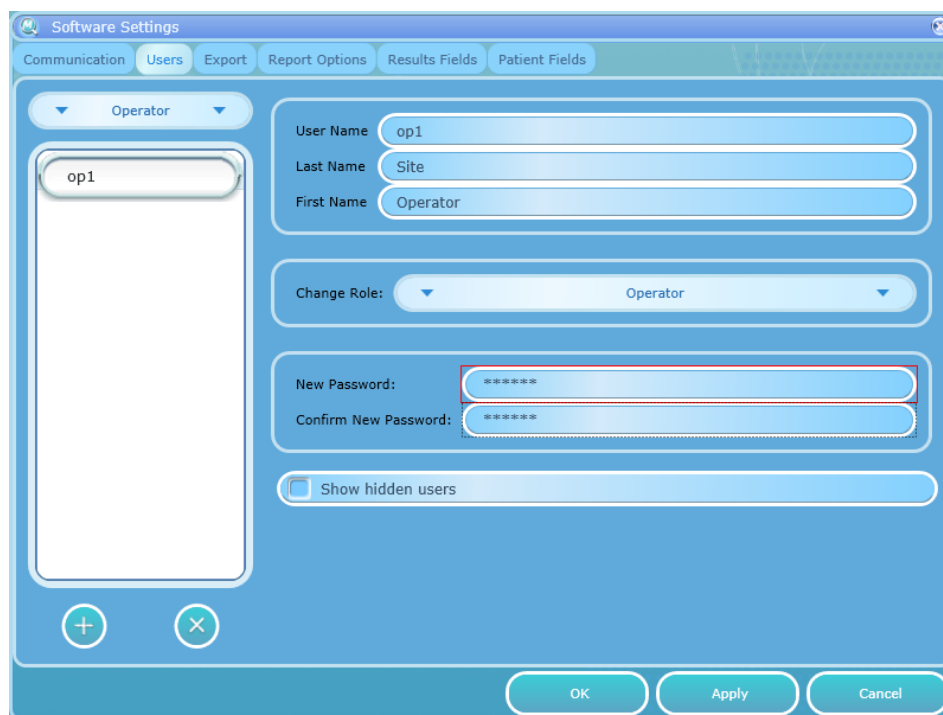 Software Settings
Communication Users Export Report Options Results Fields Patient Fields
Operator
op1
User Name op1
Last Name Site
First Name Operator
Change Role: Operator
New Password: ******
Confirm New Password: ******
Show hidden users
OK Apply Cancel